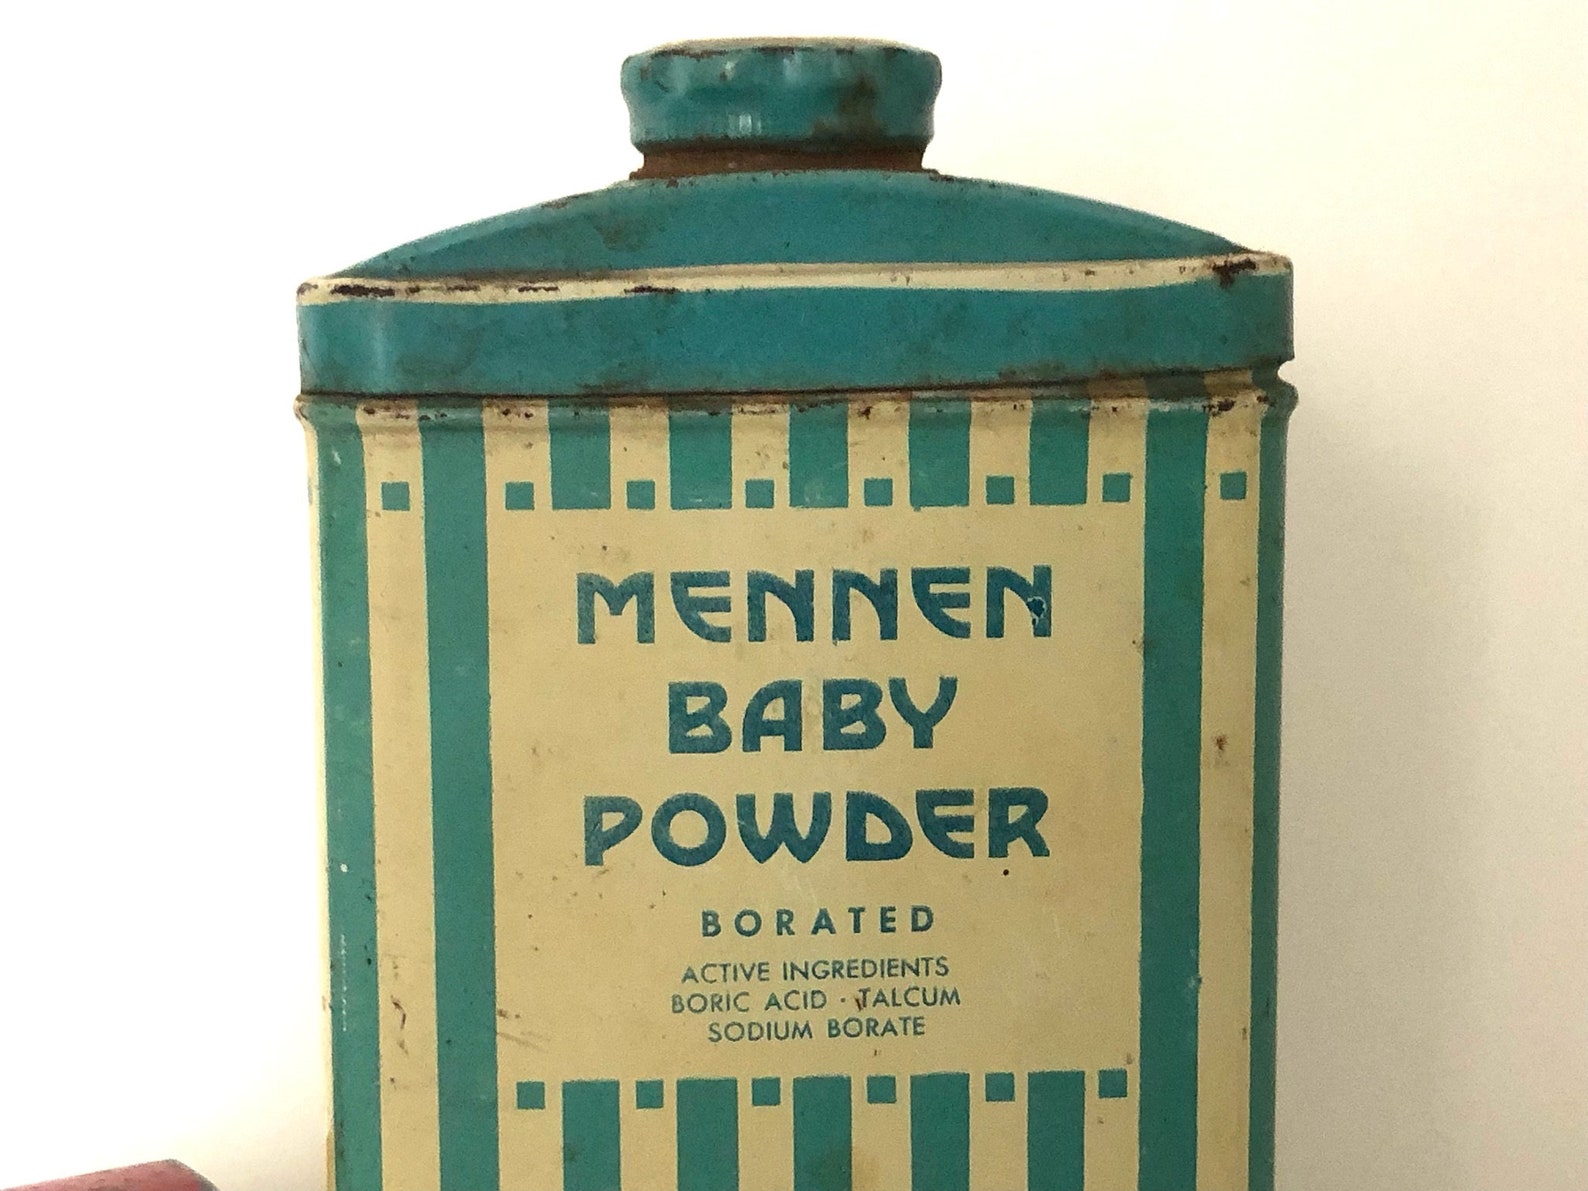 MENNEN
BABY
POWDER
BORATED
ACTIVE INGREDIENTS
BORIC ACID · TALCUM
SODIUM BORATE